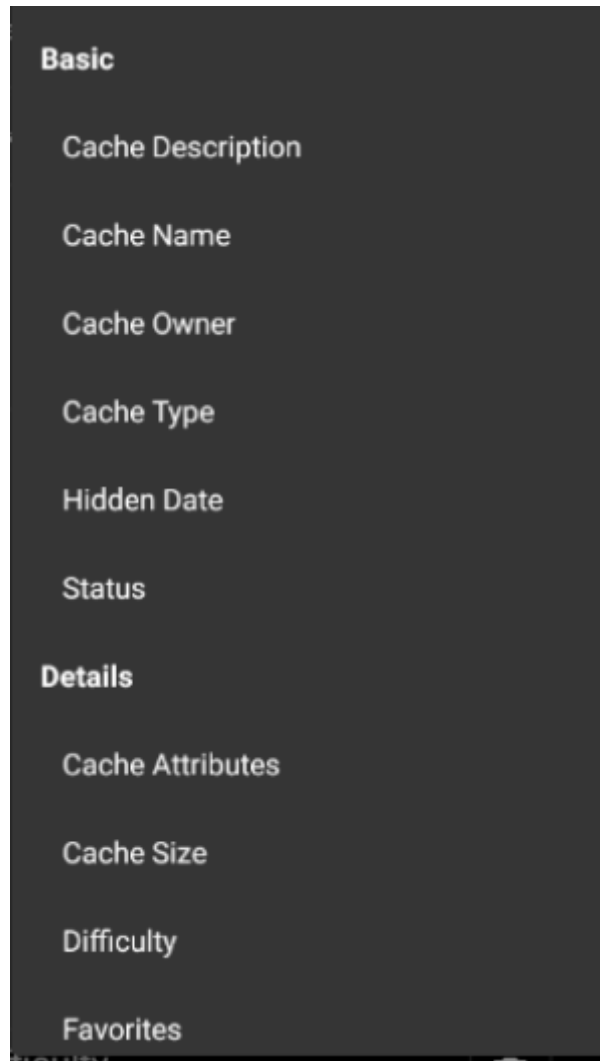 Basic
Cache Description
Cache Name
Cache Owner
Cache Type
Hidden Date
Status
Details
Cache Attributes
Cache Size
Difficulty
Favorites